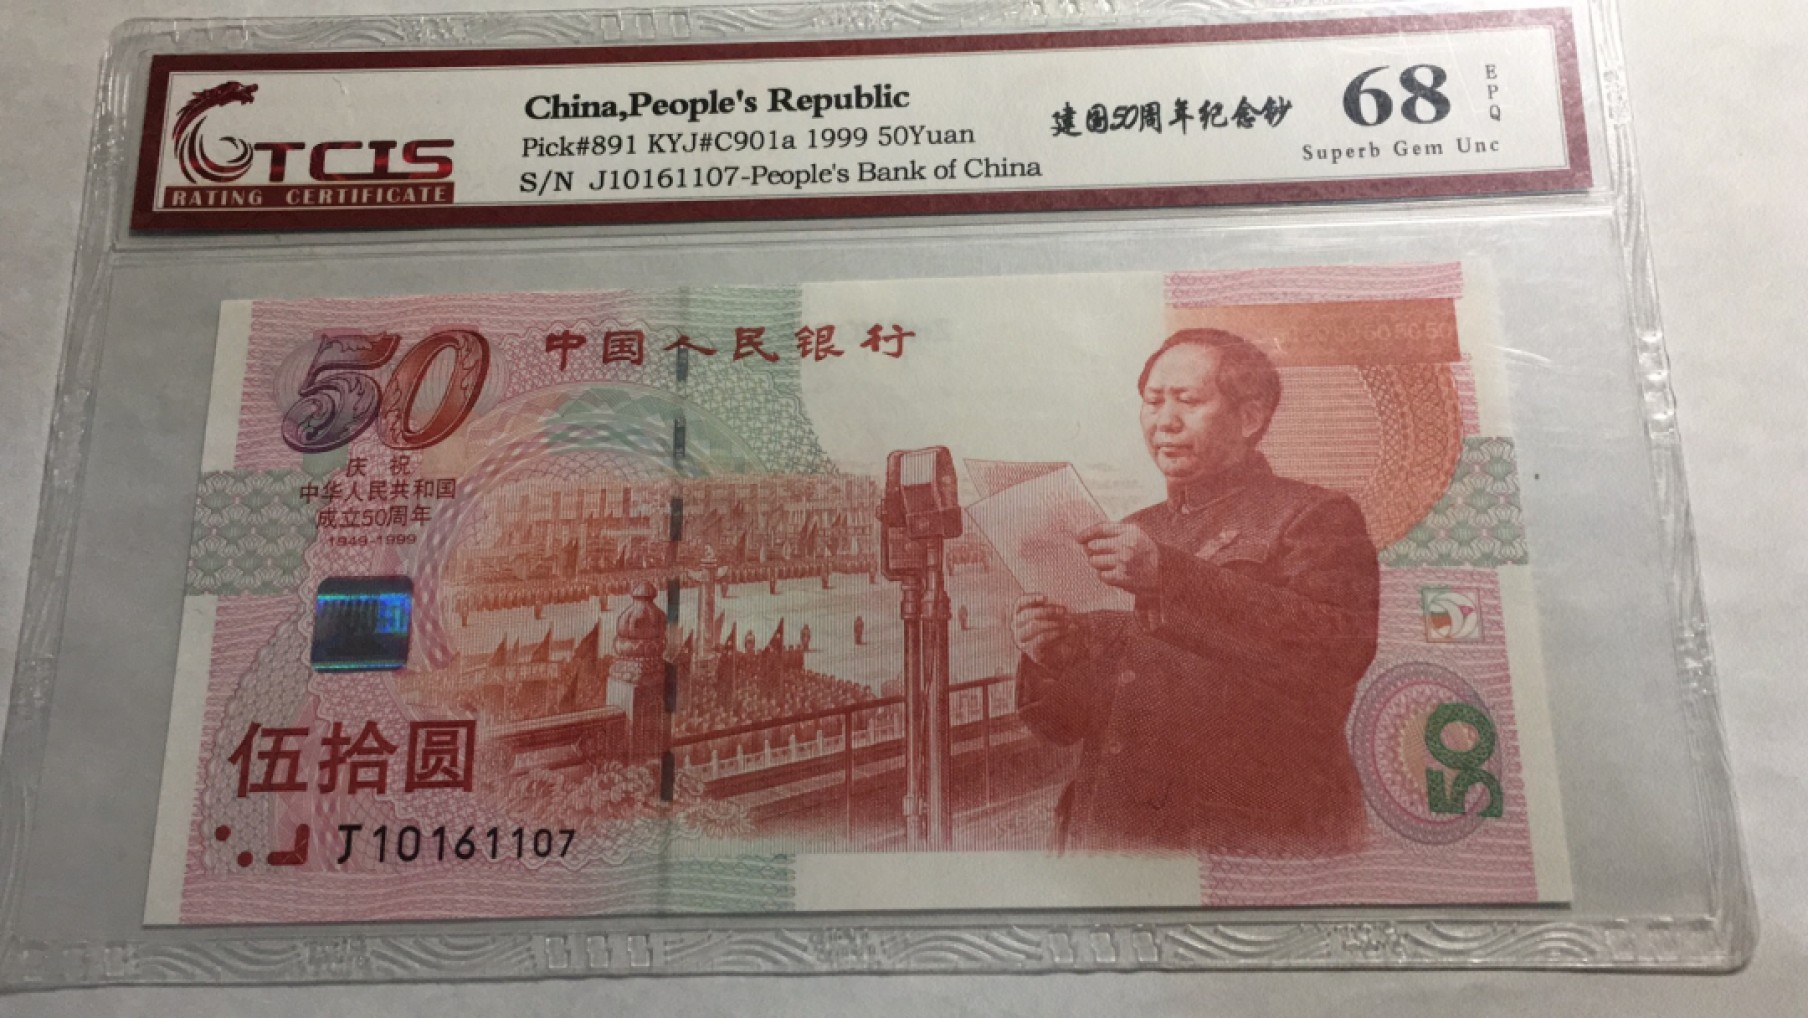 TCIS
RATING CERTIFICATE
China,People's Republic
Pick#891 KYJ#C901a 1999 50Yuan
S/N J10161107-People's Bank of China
建国50周年纪念钞
68
EPQ
Superb Gem Unc
50
中国人民银行
庆祝
中华人民共和国
成立50周年
1949-1999
伍拾圆
J10161107
50